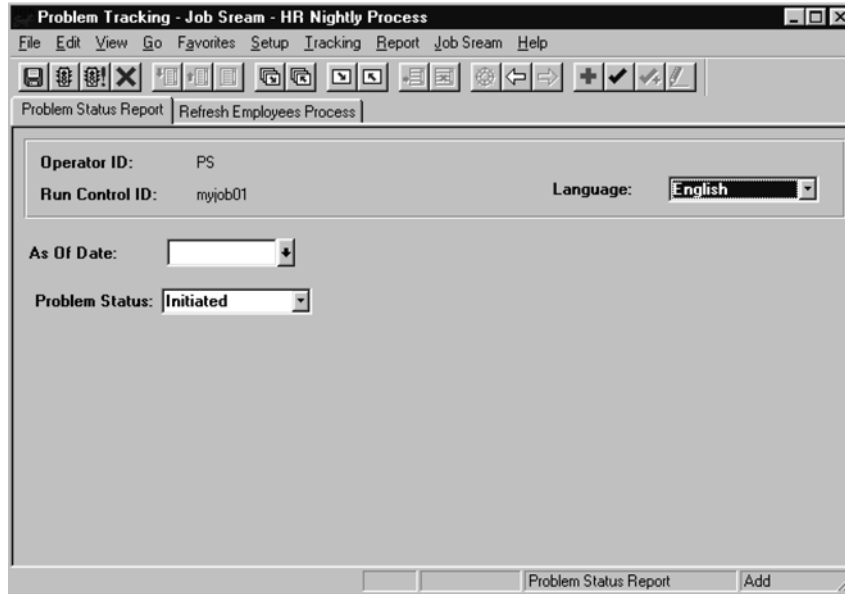 Problem Tracking - Job Sream - HR Nightly Process
File Edit View Go Favorites Setup Tracking Report Job Sream Help
Problem Status Report Refresh Employees Process
Operator ID: PS
Run Control ID: myjob01 Language: English
As Of Date:
Problem Status: Initiated
Problem Status Report Add